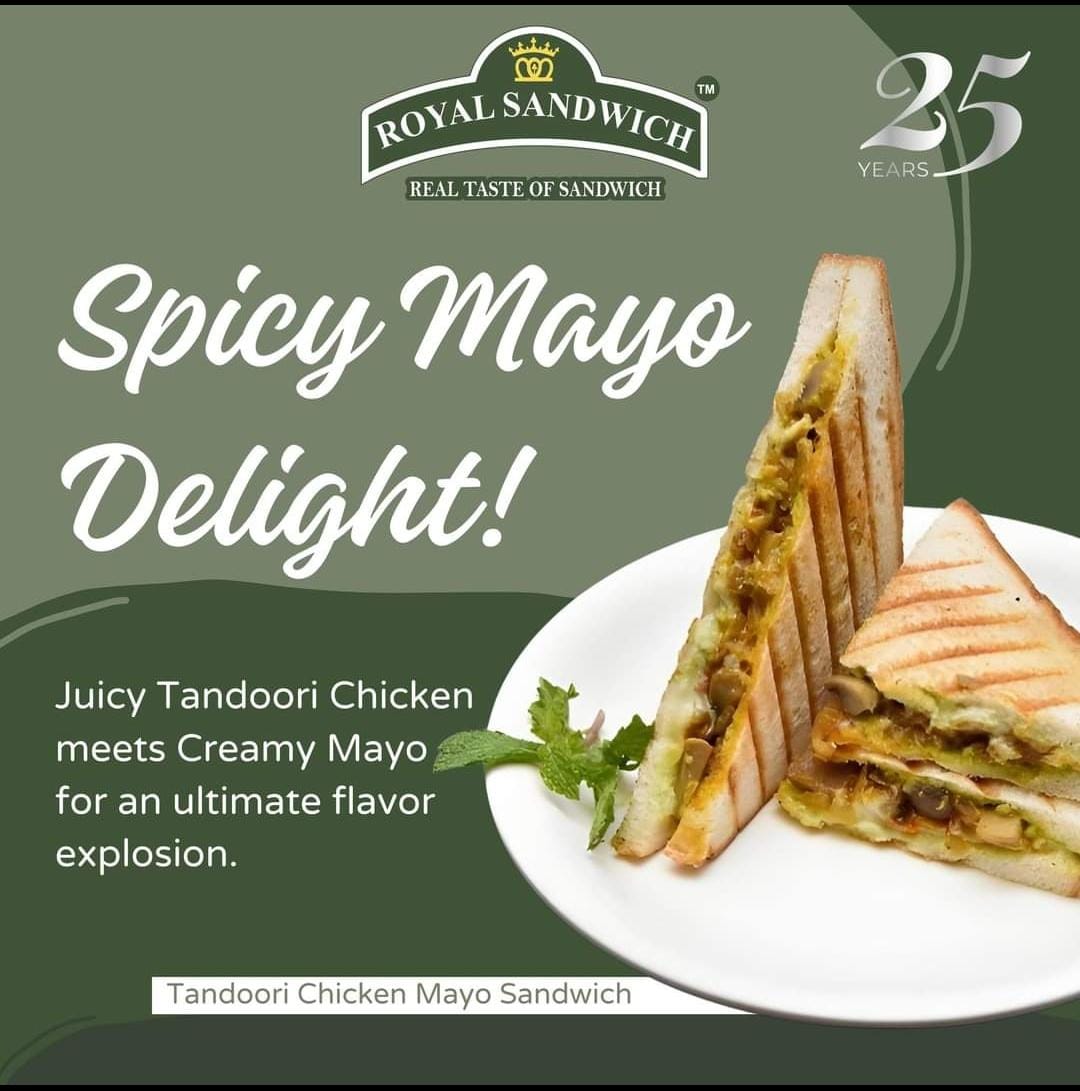 ROYAL SANDWICH
TM
REAL TASTE OF SANDWICH
25
YEARS
Spicy Mayo
Delight!
Juicy Tandoori Chicken
meets Creamy Mayo
for an ultimate flavor
explosion.
Tandoori Chicken Mayo Sandwich